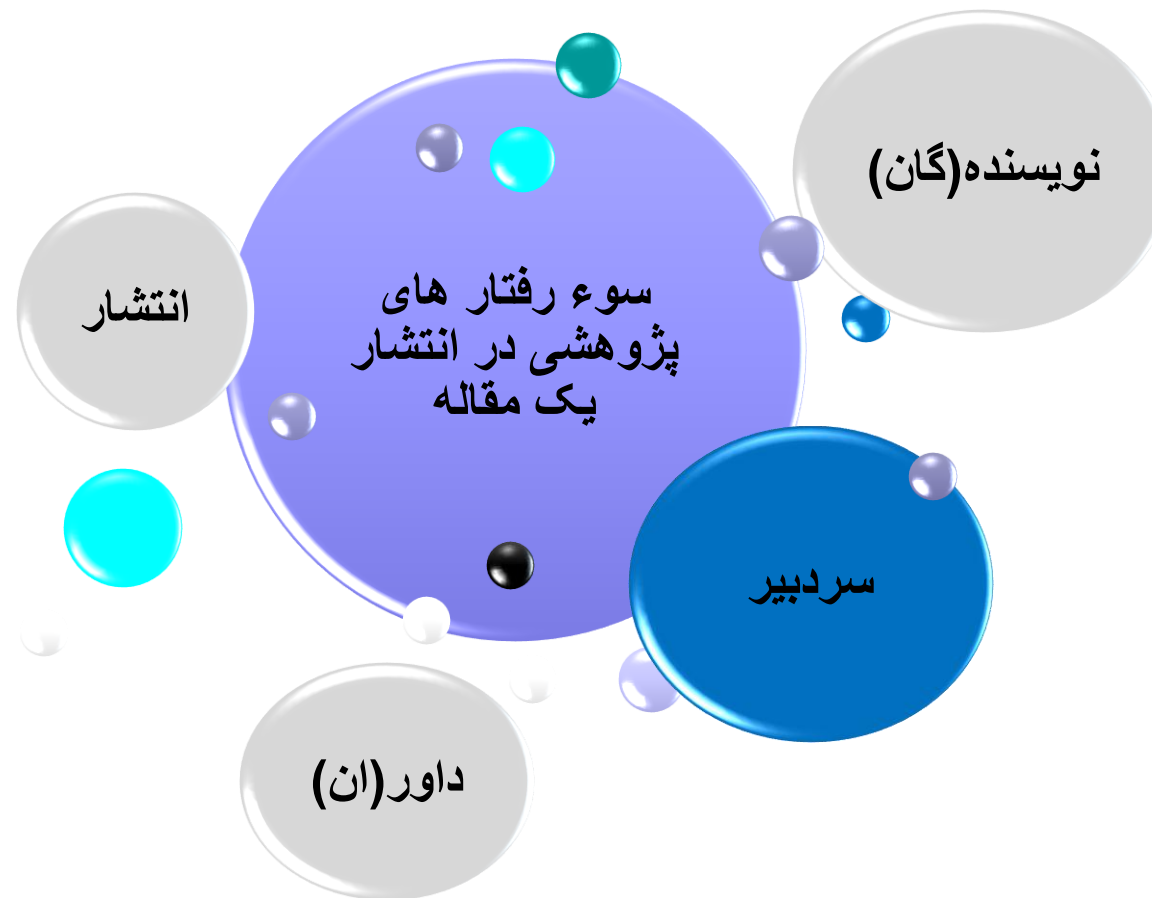 نویسنده(گان)
سوء رفتار های
پژوهشی در انتشار
یک مقاله
انتشار
سردبیر
داور(ان)